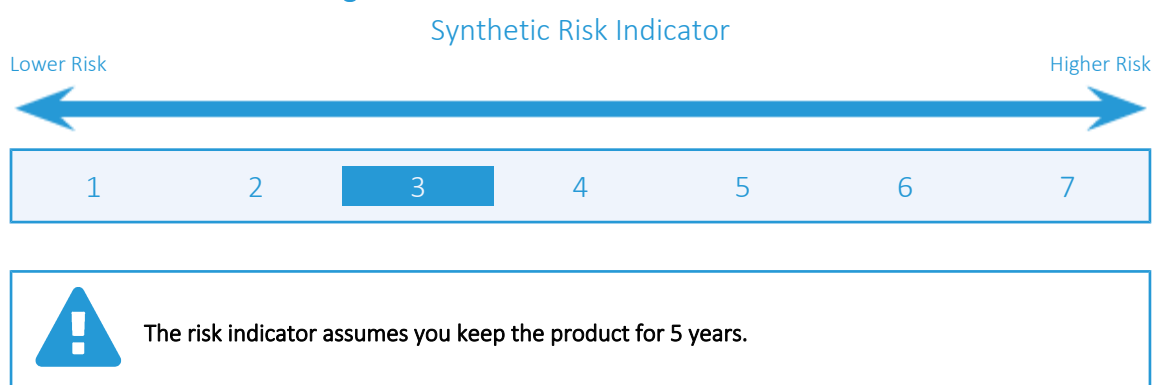 Synthetic Risk Indicator
Lower Risk Higher Risk
1 2 3 4 5 6 7
The risk indicator assumes you keep the product for 5 years.